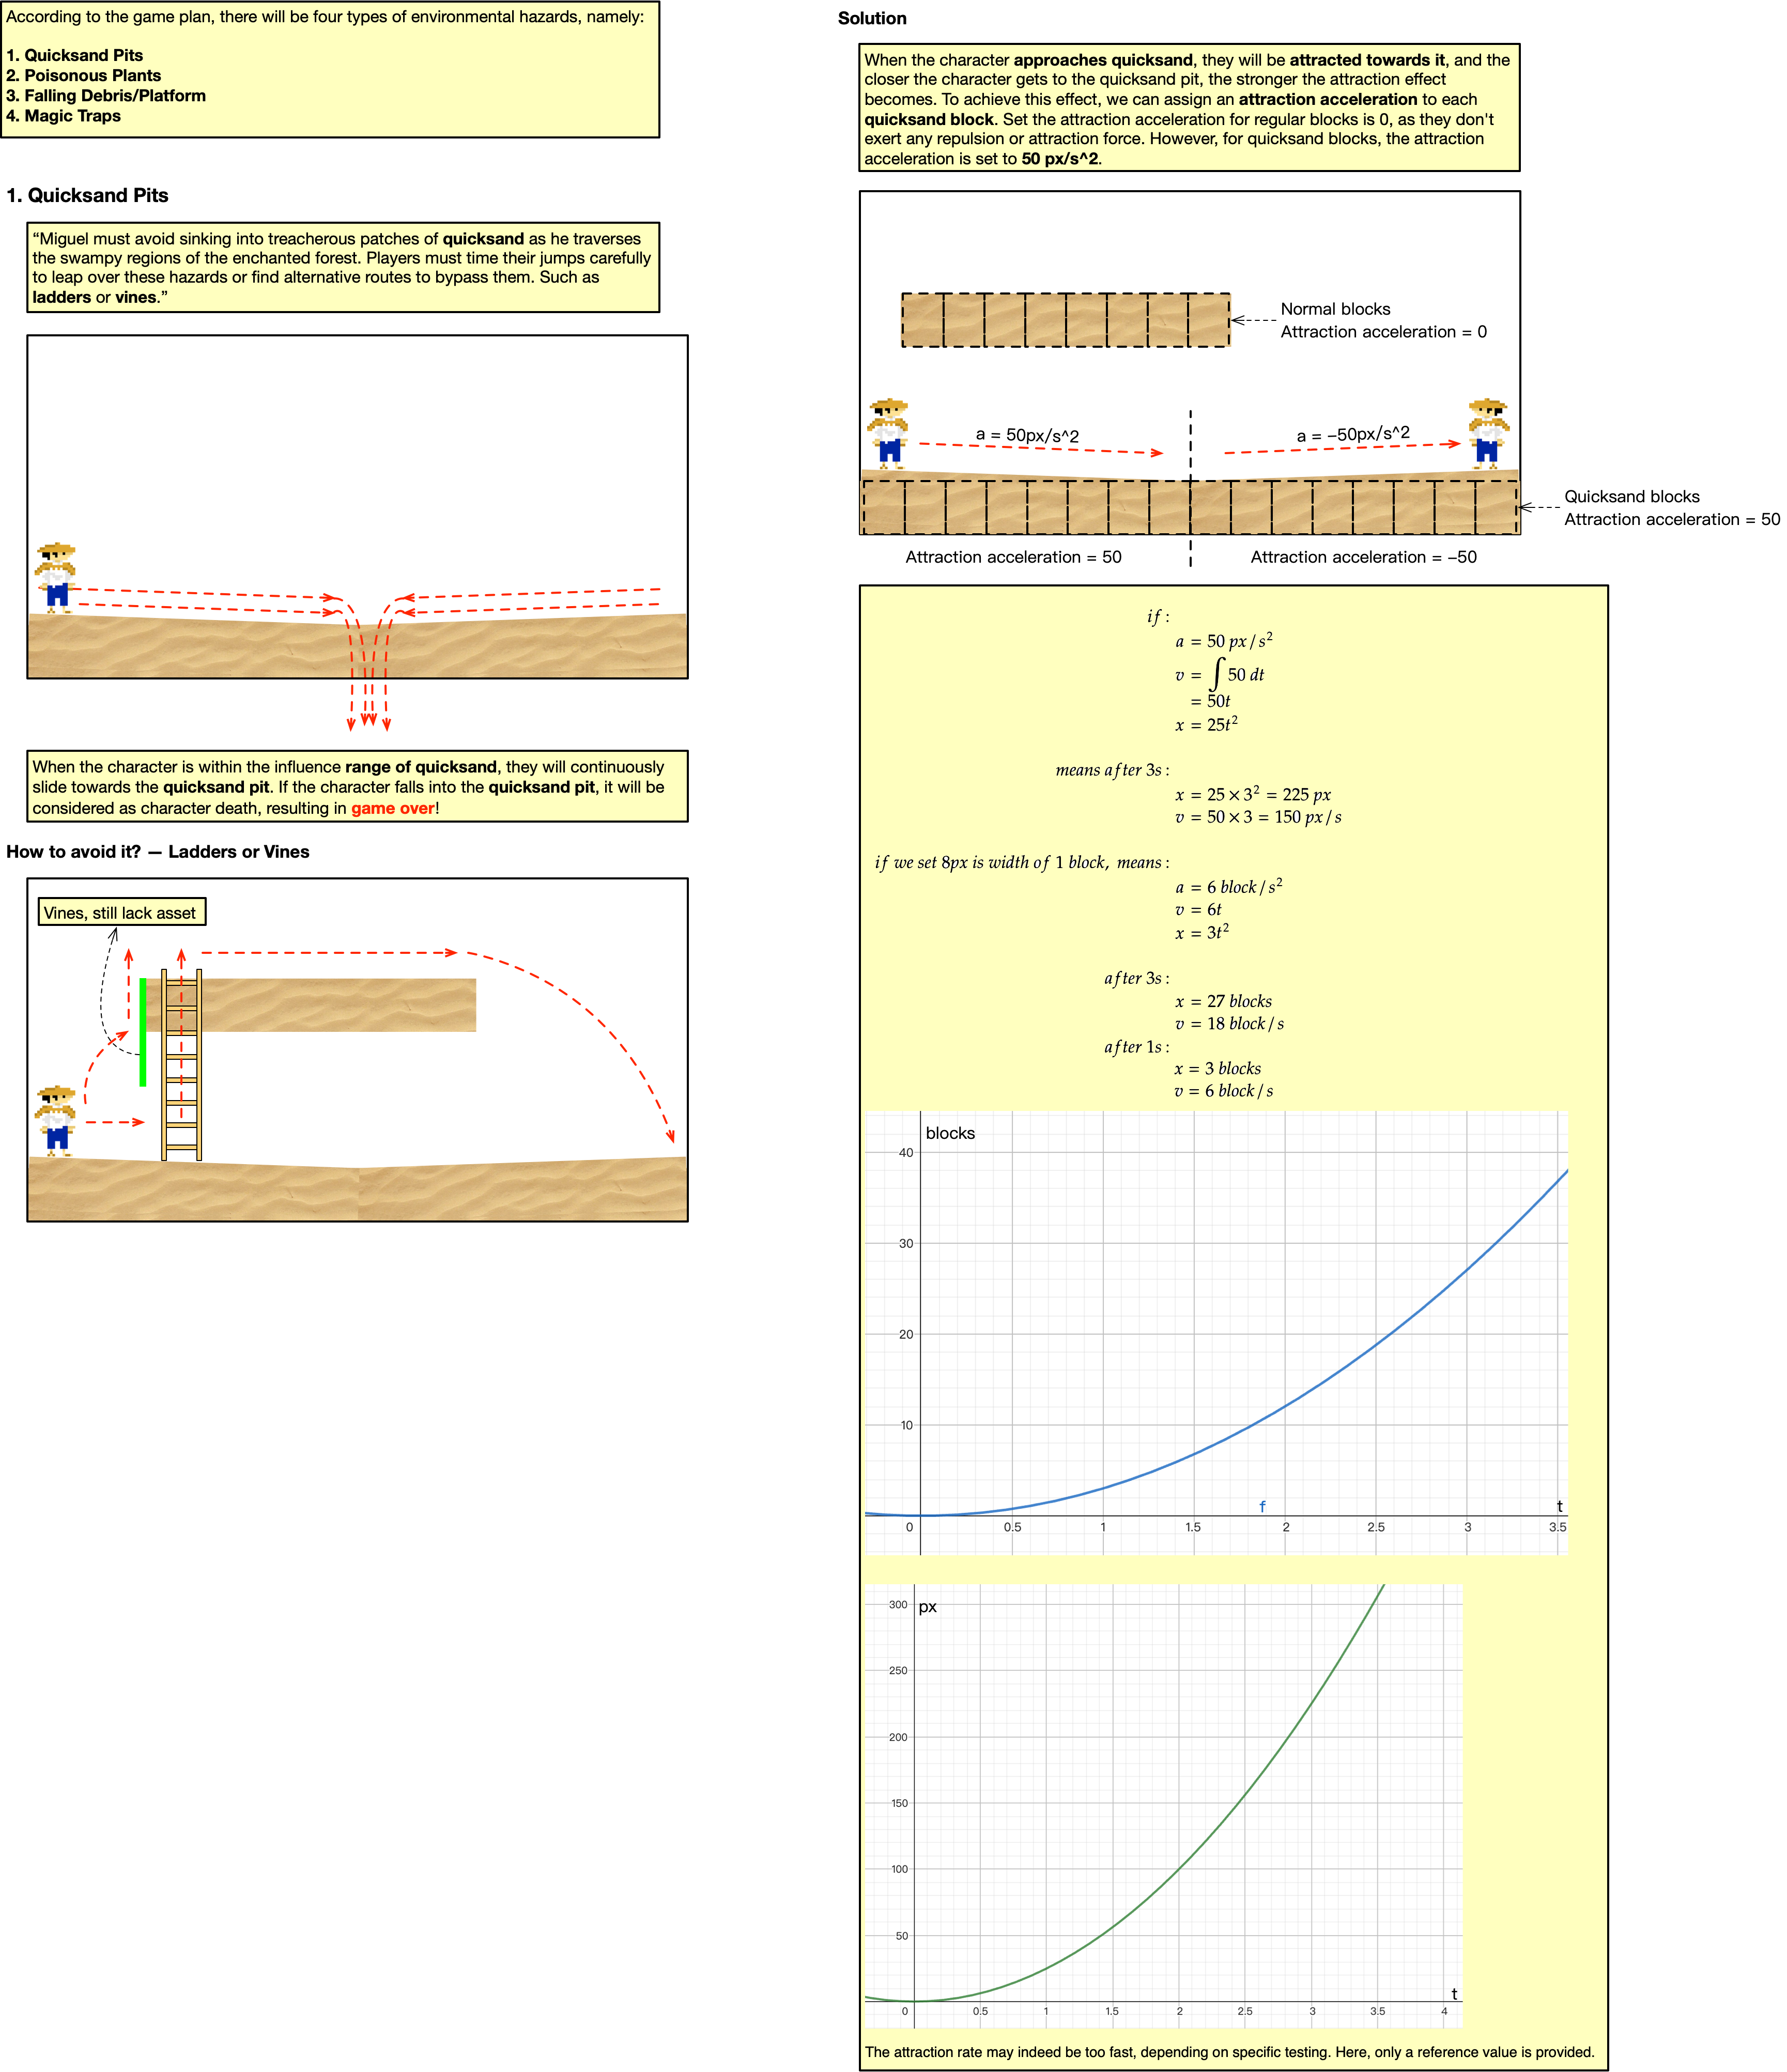 According to the game plan, there will be four types of environmental hazards, namely:
1. Quicksand Pits
2. Poisonous Plants
3. Falling Debris/Platform
4. Magic Traps
1. Quicksand Pits
“Miguel must avoid sinking into treacherous patches of quicksand as he traverses
the swampy regions of the enchanted forest. Players must time their jumps carefully
to leap over these hazards or find alternative routes to bypass them. Such as
ladders or vines.”
When the character is within the influence range of quicksand, they will continuously
slide towards the quicksand pit. If the character falls into the quicksand pit, it will be
considered as character death, resulting in game over!
How to avoid it? — Ladders or Vines
Vines, still lack asset
Solution
When the character approaches quicksand, they will be attracted towards it, and the
closer the character gets to the quicksand pit, the stronger the attraction effect
becomes. To achieve this effect, we can assign an attraction acceleration to each
quicksand block. Set the attraction acceleration for regular blocks is 0, as they don't
exert any repulsion or attraction force. However, for quicksand blocks, the attraction
acceleration is set to 50 px/s^2.
Normal blocks
Attraction acceleration = 0
a = 50px/s^2
a = −50px/s^2
Quicksand blocks
Attraction acceleration = 50
Attraction acceleration = 50
Attraction acceleration = −50
if :
a = 50 px / s²
v = ∫ 50 dt
= 50t
x = 25t²
means after 3s :
x = 25 × 3² = 225 px
v = 50 × 3 = 150 px / s
if we set 8px is width of 1 block, means :
a = 6 block / s²
v = 6t
x = 3t²
after 3s :
x = 27 blocks
v = 18 block / s
after 1s :
x = 3 blocks
v = 6 block / s
blocks
40
30
20
10
f
t
0 0.5 1 1.5 2 2.5 3 3.5
px
300
250
200
150
100
50
t
0 0.5 1 1.5 2 2.5 3 3.5 4
The attraction rate may indeed be too fast, depending on specific testing. Here, only a reference value is provided.